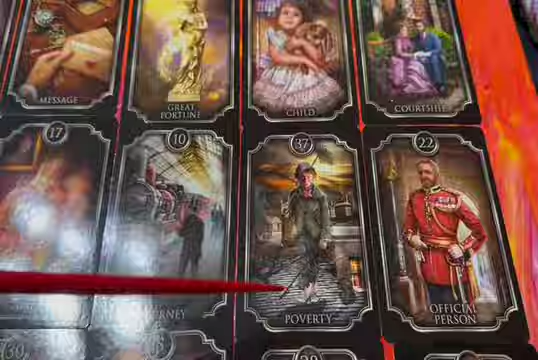 MESSAGE
GREAT
FORTUNE
CHILD
COURTSHIP
17
10
37
22
POVERTY
OFFICIAL
PERSON